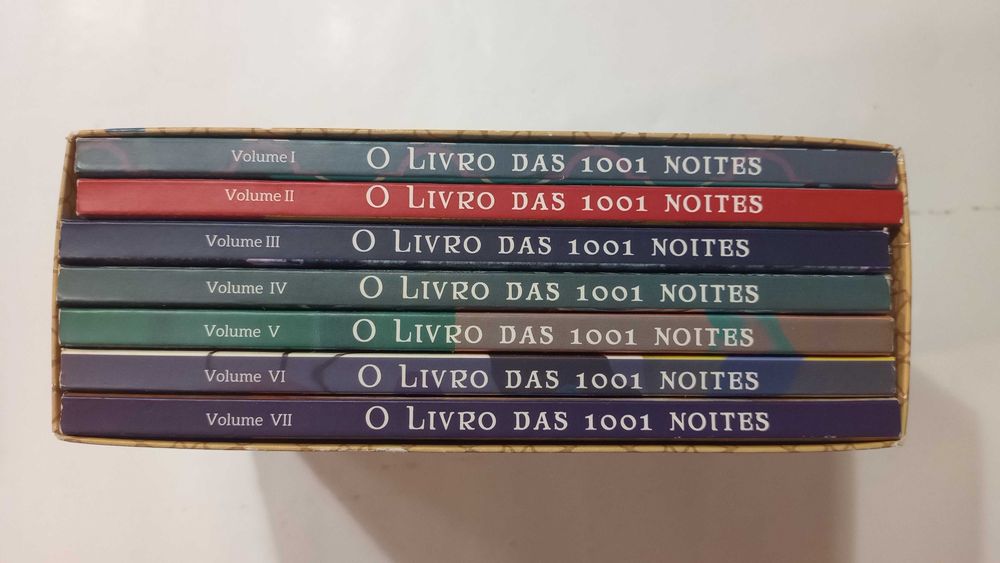 Volume I O Livro das 1001 noites
Volume II O Livro das 1001 noites
Volume III O Livro das 1001 noites
Volume IV O Livro das 1001 noites
Volume V O Livro das 1001 noites
Volume VI O Livro das 1001 noites
Volume VII O Livro das 1001 noites